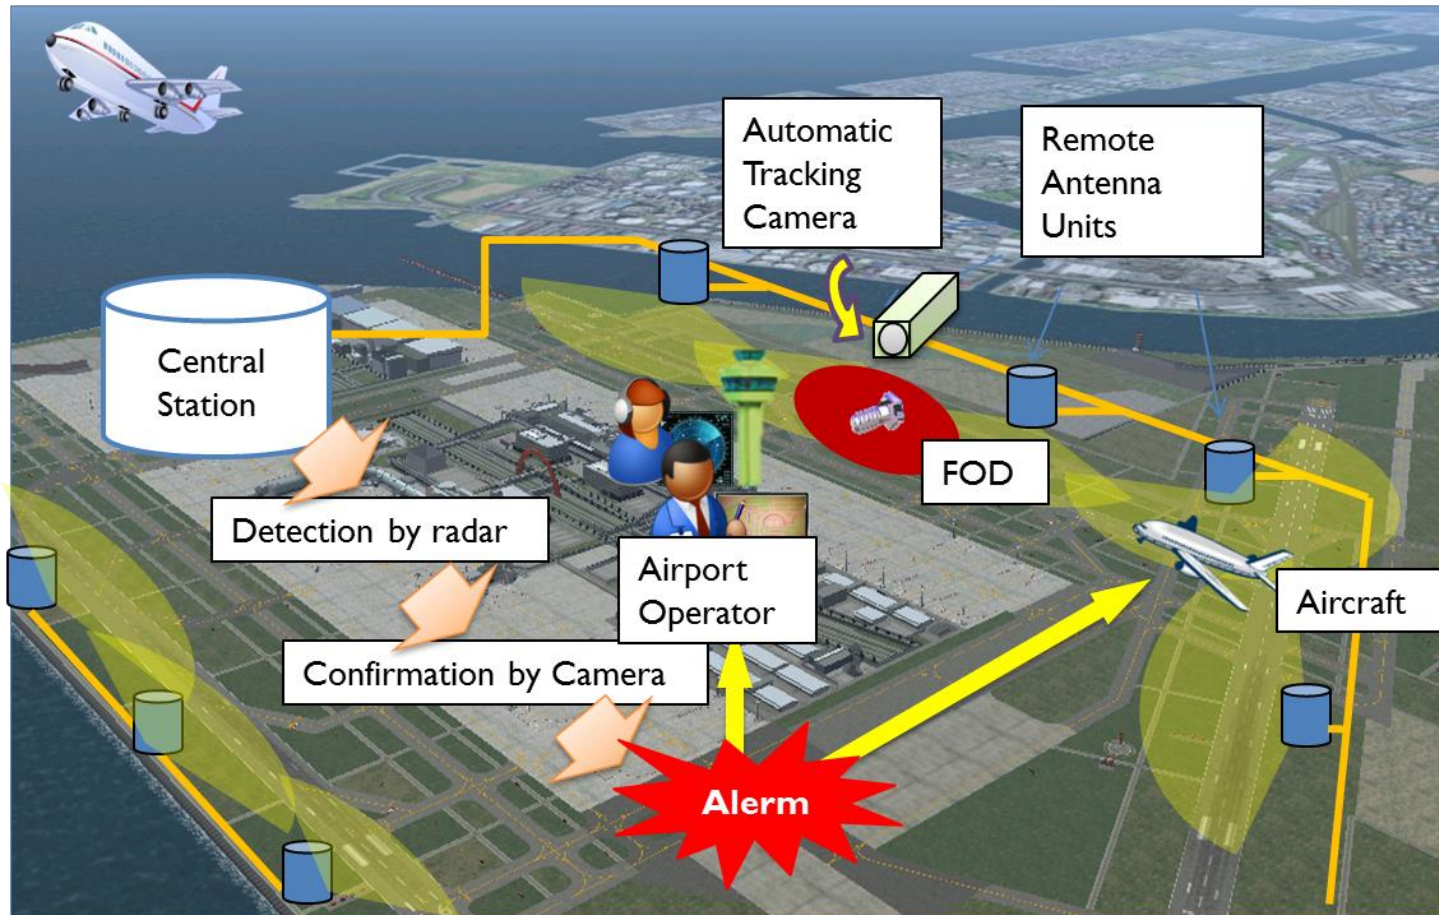 Automatic
Tracking
Camera
Remote
Antenna
Units
Central
Station
FOD
Detection by radar
Airport
Operator
Aircraft
Confirmation by Camera
Alerm